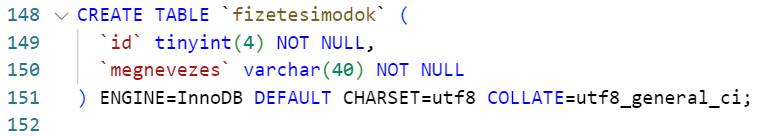 148 CREATE TABLE `fizetesimodok` (
149 `id` tinyint(4) NOT NULL,
150 `megnevezes` varchar(40) NOT NULL
151 ) ENGINE=InnoDB DEFAULT CHARSET=utf8 COLLATE=utf8_general_ci;
152